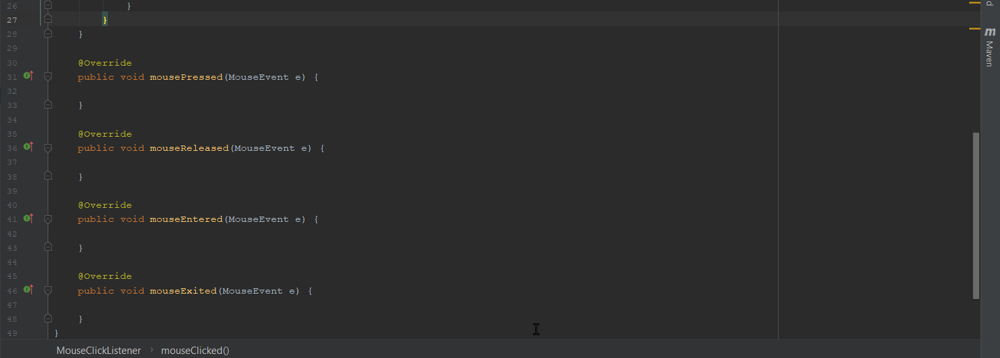 26 }
27 }
28 }
29
30 @Override
31 public void mousePressed(MouseEvent e) {
32
33 }
34
35 @Override
36 public void mouseReleased(MouseEvent e) {
37
38 }
39
40 @Override
41 public void mouseEntered(MouseEvent e) {
42
43 }
44
45 @Override
46 public void mouseExited(MouseEvent e) {
47
48 }
49 }
MouseClickListener › mouseClicked()
d
m Maven